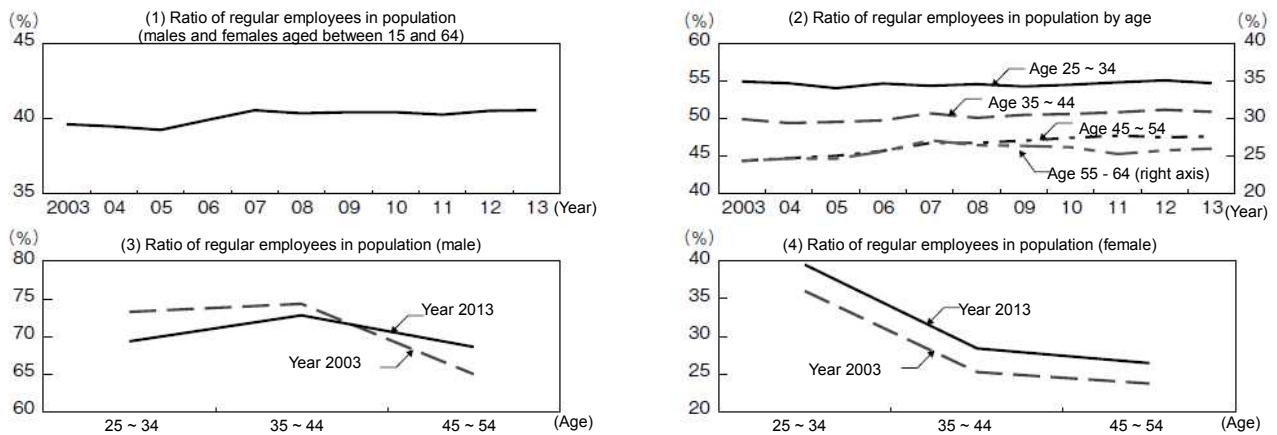 (1) Ratio of regular employees in population
(males and females aged between 15 and 64)
(%)
45
40
35
2003 04 05 06 07 08 09 10 11 12 13 (Year)
(2) Ratio of regular employees in population by age
(%)
(%)
60
55
50
45
40
40
35
30
25
20
Age 25 ~ 34
Age 35 ~ 44
Age 45 ~ 54
Age 55 - 64 (right axis)
2003 04 05 06 07 08 09 10 11 12 13 (Year)
(3) Ratio of regular employees in population (male)
(%)
80
75
70
65
60
Year 2013
Year 2003
25 ~ 34 35 ~ 44 45 ~ 54 (Age)
(4) Ratio of regular employees in population (female)
(%)
40
35
30
25
20
Year 2013
Year 2003
25 ~ 34 35 ~ 44 45 ~ 54 (Age)